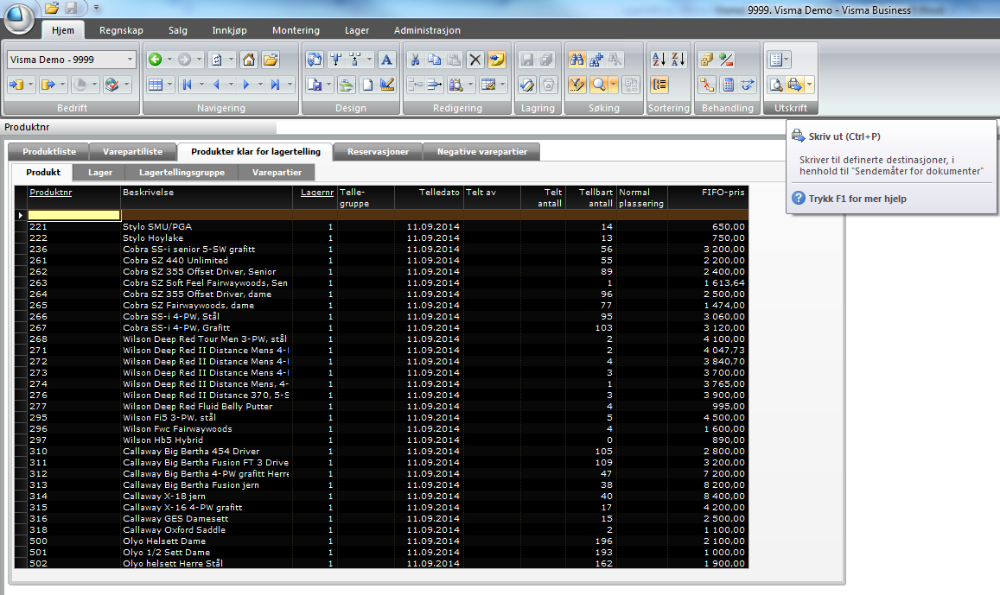 9999. Visma Demo - Visma Business
Hjem Regnskap Salg Innkjøp Montering Lager Administrasjon
Visma Demo - 9999
Bedrift Navigering Design Redigering Lagring Søking Sortering Behandling Utskrift
Produktnr
Skriv ut (Ctrl+P)
Skriver til definerte destinasjoner, i
henhold til "Sendemåter for dokumenter"
Trykk F1 for mer hjelp
Produktliste Varepartiliste Produkter klar for lagertelling Reservasjoner Negative varepartier
Produkt Lager Lagertellingsgruppe Varepartier
Produktnr Beskrivelse Lagernr Telle- Telledato Telt av Telt Tellbart Normal FIFO-pris
gruppe antall antall plassering
221 Stylo SMU/PGA 1 11.09.2014 14 650,00
222 Stylo Hoylake 1 11.09.2014 13 750,00
236 Cobra SS-i senior 5-SW grafitt 1 11.09.2014 56 3 200,00
261 Cobra SZ 440 Unlimited 1 11.09.2014 55 2 200,00
262 Cobra SZ 355 Offset Driver, Senior 1 11.09.2014 89 2 400,00
263 Cobra SZ Soft Feel Fairwaywoods, Sen 1 11.09.2014 1 1 613,64
264 Cobra SZ 355 Offset Driver, dame 1 11.09.2014 96 2 500,00
265 Cobra SZ Fairwaywoods, dame 1 11.09.2014 77 1 474,00
266 Cobra SS-i 4-PW, Stål 1 11.09.2014 95 3 060,00
267 Cobra SS-i 4-PW, Grafitt 1 11.09.2014 103 3 120,00
268 Wilson Deep Red Tour Men 3-PW, stål 1 11.09.2014 2 4 100,00
271 Wilson Deep Red II Distance Mens 4- 1 11.09.2014 2 4 047,73
272 Wilson Deep Red II Distance Mens 4- 1 11.09.2014 4 3 840,70
273 Wilson Deep Red II Distance Mens 4- 1 11.09.2014 3 3 700,00
274 Wilson Deep Red II Distance Mens, 4- 1 11.09.2014 1 3 765,00
276 Wilson Deep Red II Distance 370, 5-S 1 11.09.2014 3 3 900,00
277 Wilson Deep Red Fluid Belly Putter 1 11.09.2014 4 995,00
295 Wilson Fi5 3-PW, stål 1 11.09.2014 5 4 500,00
296 Wilson Fwc Fairwaywoods 1 11.09.2014 4 1 600,00
297 Wilson Hb5 Hybrid 1 11.09.2014 0 890,00
310 Callaway Big Bertha 454 Driver 1 11.09.2014 105 2 800,00
311 Callaway Big Bertha Fusion FT 3 Drive 1 11.09.2014 109 3 200,00
312 Callaway Big Bertha 4-PW grafitt Herre 1 11.09.2014 47 7 200,00
313 Callaway Big Bertha Fusion jern 1 11.09.2014 38 8 200,00
314 Callaway X-18 jern 1 11.09.2014 40 8 400,00
315 Callaway X-16 4-PW grafitt 1 11.09.2014 17 4 200,00
316 Callaway GES Damesett 1 11.09.2014 15 2 500,00
318 Callaway Oxford Saddle 1 11.09.2014 2 1 100,00
500 Olyo Helsett Dame 1 11.09.2014 196 2 100,00
501 Olyo 1/2 Sett Dame 1 11.09.2014 193 1 000,00
502 Olyo helsett Herre Stål 1 11.09.2014 162 1 900,00